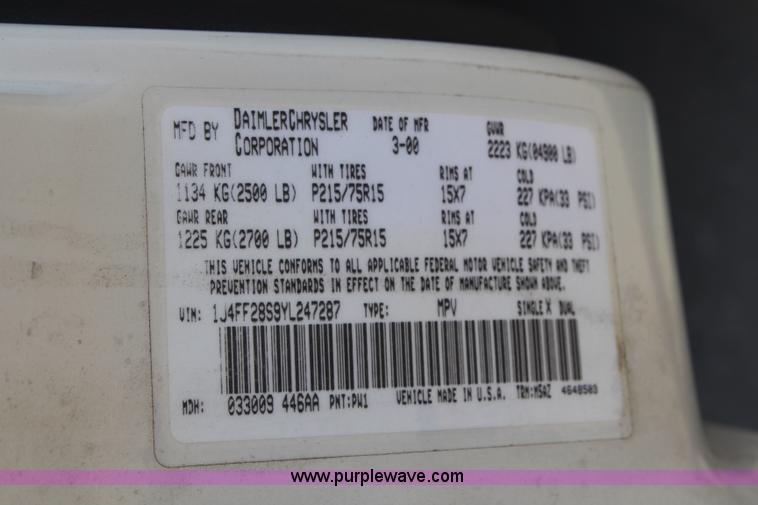 MFD BY DAIMLERCHRYSLER CORPORATION DATE OF MFR 3-00 GVWR 2223 KG(04900 LB)
GAWR FRONT WITH TIRES RIMS AT COLD
1134 KG(2500 LB) P215/75R15 15X7 227 KPA(33 PSI)
GAWR REAR WITH TIRES RIMS AT COLD
1225 KG(2700 LB) P215/75R15 15X7 227 KPA(33 PSI)
THIS VEHICLE CONFORMS TO ALL APPLICABLE FEDERAL MOTOR VEHICLE SAFETY AND THEFT
PREVENTION STANDARDS IN EFFECT ON THE DATE OF MANUFACTURE SHOWN ABOVE.
VIN: 1J4FF28S9YL247287 TYPE: MPV SINGLE X DUAL
MDH: 033009 446AA PNT:PW1 VEHICLE MADE IN U.S.A. TRM:M5AZ 4648503
www.purplewave.com